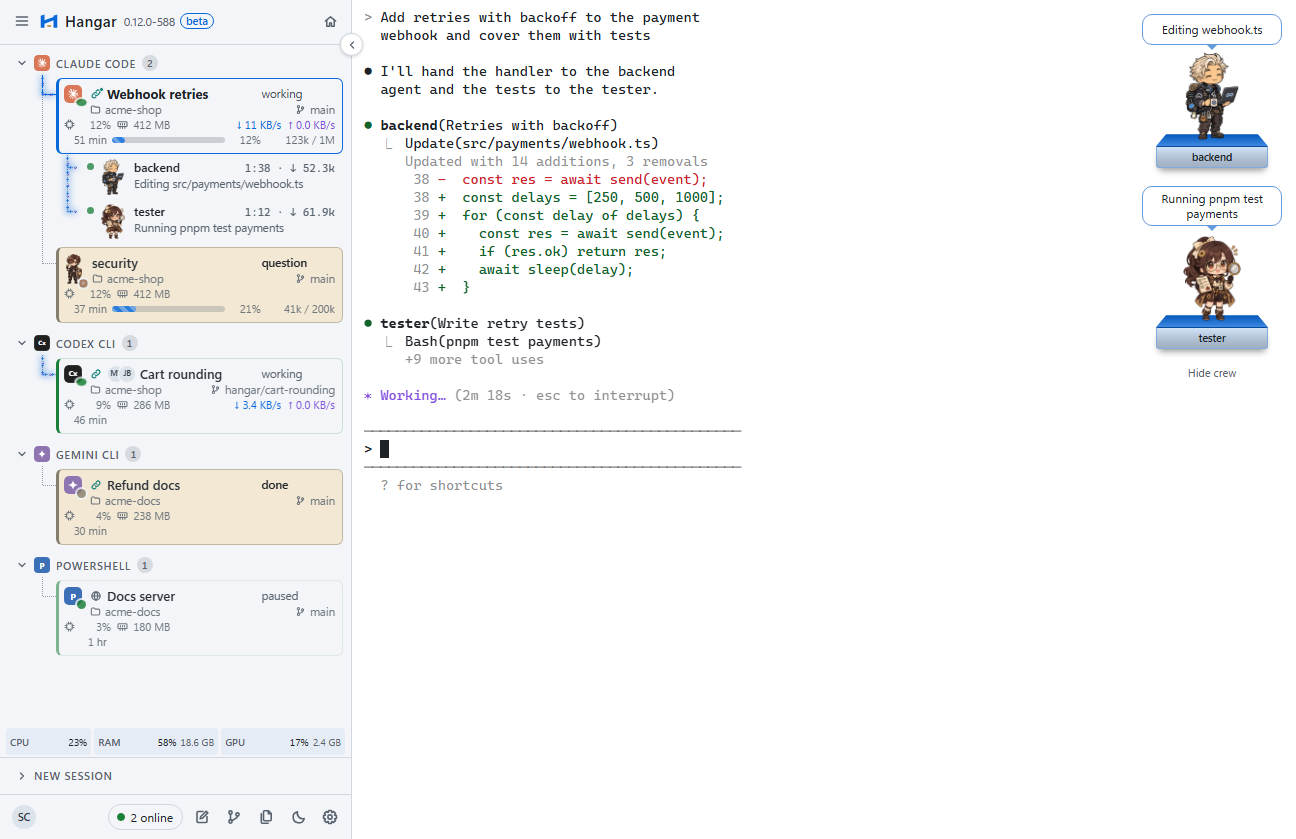 Hangar 0.12.0-588 beta
CLAUDE CODE 2
Webhook retries working
acme-shop main
12% 412 MB ↓ 11 KB/s ↑ 0.0 KB/s
51 min 12% 123k / 1M
backend 1:38 · ↓ 52.3k
Editing src/payments/webhook.ts
tester 1:12 · ↓ 61.9k
Running pnpm test payments
security question
acme-shop main
12% 412 MB
37 min 21% 41k / 200k
CODEX CLI 1
Cx M JB Cart rounding working
acme-shop hangar/cart-rounding
9% 286 MB ↓ 3.4 KB/s ↑ 0.0 KB/s
46 min
GEMINI CLI 1
Refund docs done
acme-docs main
4% 238 MB
30 min
P POWERSHELL 1
P Docs server paused
acme-docs main
3% 180 MB
1 hr
CPU 23% RAM 58% 18.6 GB GPU 17% 2.4 GB
NEW SESSION
SC 2 online
> Add retries with backoff to the payment
webhook and cover them with tests
● I'll hand the handler to the backend
agent and the tests to the tester.
● backend(Retries with backoff)
⎿ Update(src/payments/webhook.ts)
Updated with 14 additions, 3 removals
38 - const res = await send(event);
38 + const delays = [250, 500, 1000];
39 + for (const delay of delays) {
40 + const res = await send(event);
41 + if (res.ok) return res;
42 + await sleep(delay);
43 + }
● tester(Write retry tests)
⎿ Bash(pnpm test payments)
+9 more tool uses
* Working… (2m 18s · esc to interrupt)
>
? for shortcuts
Editing webhook.ts
backend
Running pnpm test
payments
tester
Hide crew